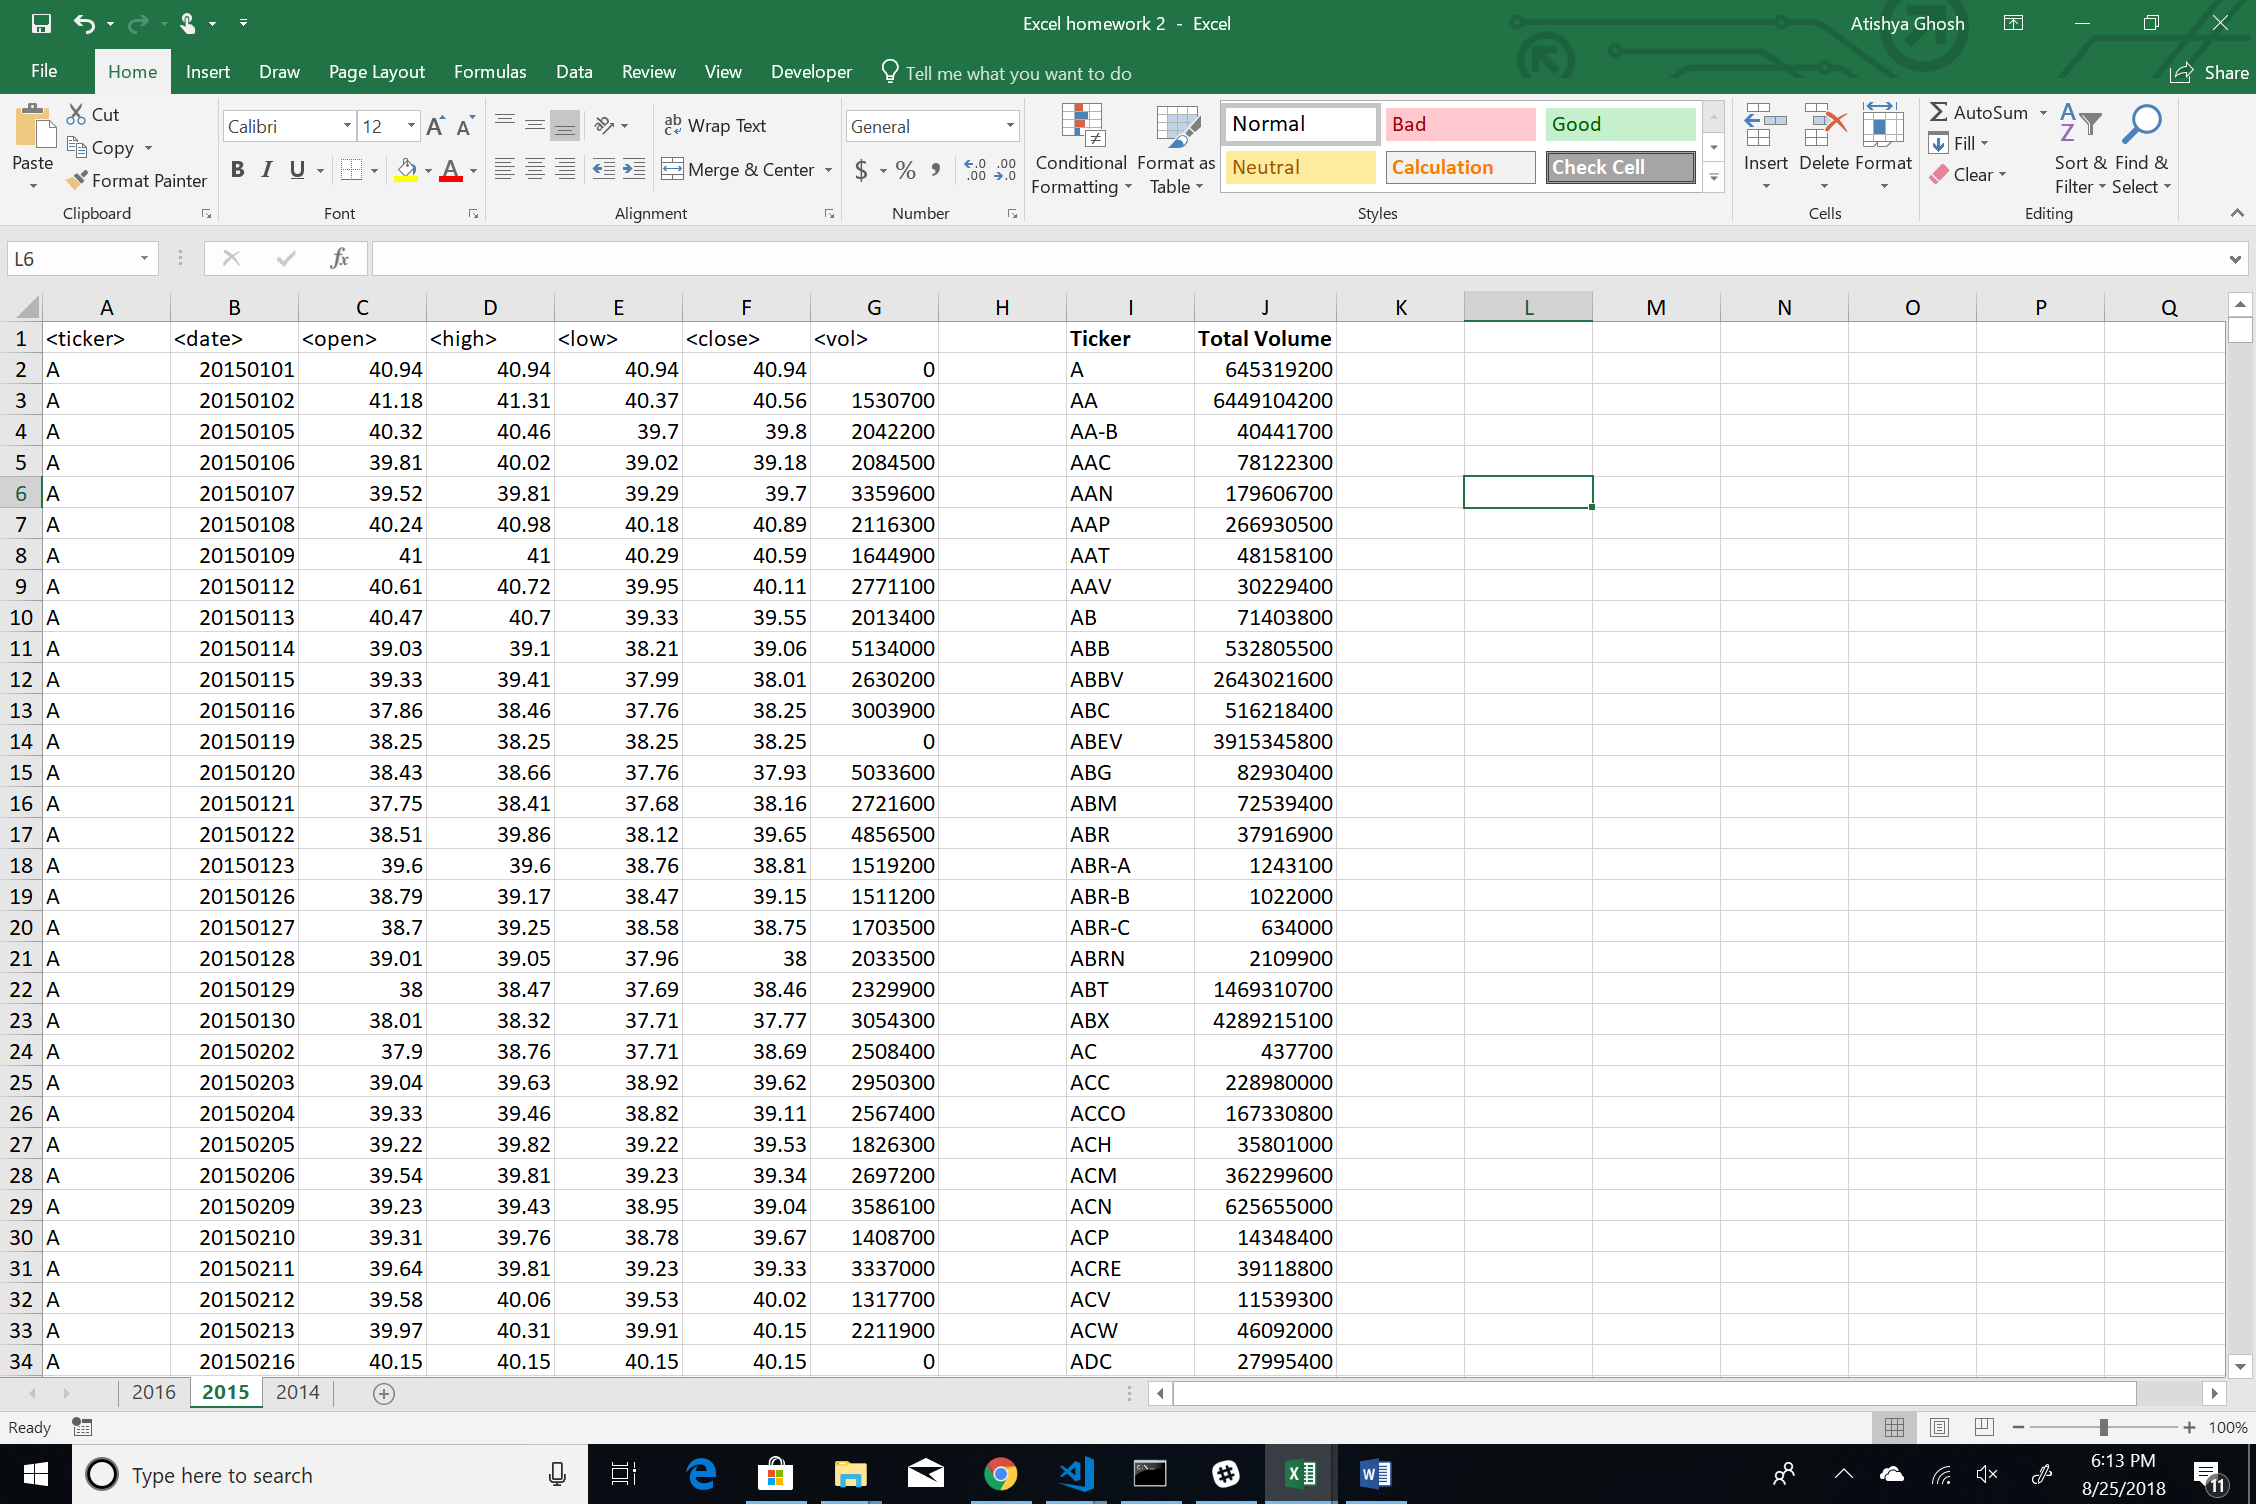 Excel homework 2 - Excel
Atishya Ghosh
File Home Insert Draw Page Layout Formulas Data Review View Developer Tell me what you want to do Share
Cut
Copy
Format Painter
Paste
Clipboard
Calibri 12
B I U
Font
Wrap Text
Merge & Center
Alignment
General
$ % ,
Number
Conditional Formatting
Format as Table
Normal Bad Good
Neutral Calculation Check Cell
Styles
Insert Delete Format
Cells
AutoSum
Fill
Clear
Sort & Filter
Find & Select
Editing
L6 fx
A B C D E F G H I J K L M N O P Q
1 <ticker> <date> <open> <high> <low> <close> <vol> Ticker Total Volume
2 A 20150101 40.94 40.94 40.94 40.94 0 A 645319200
3 A 20150102 41.18 41.31 40.37 40.56 1530700 AA 6449104200
4 A 20150105 40.32 40.46 39.7 39.8 2042200 AA-B 40441700
5 A 20150106 39.81 40.02 39.02 39.18 2084500 AAC 78122300
6 A 20150107 39.52 39.81 39.29 39.7 3359600 AAN 179606700
7 A 20150108 40.24 40.98 40.18 40.89 2116300 AAP 266930500
8 A 20150109 41 41 40.29 40.59 1644900 AAT 48158100
9 A 20150112 40.61 40.72 39.95 40.11 2771100 AAV 30229400
10 A 20150113 40.47 40.7 39.33 39.55 2013400 AB 71403800
11 A 20150114 39.03 39.1 38.21 39.06 5134000 ABB 532805500
12 A 20150115 39.33 39.41 37.99 38.01 2630200 ABBV 2643021600
13 A 20150116 37.86 38.46 37.76 38.25 3003900 ABC 516218400
14 A 20150119 38.25 38.25 38.25 38.25 0 ABEV 3915345800
15 A 20150120 38.43 38.66 37.76 37.93 5033600 ABG 82930400
16 A 20150121 37.75 38.41 37.68 38.16 2721600 ABM 72539400
17 A 20150122 38.51 39.86 38.12 39.65 4856500 ABR 37916900
18 A 20150123 39.6 39.6 38.76 38.81 1519200 ABR-A 1243100
19 A 20150126 38.79 39.17 38.47 39.15 1511200 ABR-B 1022000
20 A 20150127 38.7 39.25 38.58 38.75 1703500 ABR-C 634000
21 A 20150128 39.01 39.05 37.96 38 2033500 ABRN 2109900
22 A 20150129 38 38.47 37.69 38.46 2329900 ABT 1469310700
23 A 20150130 38.01 38.32 37.71 37.77 3054300 ABX 4289215100
24 A 20150202 37.9 38.76 37.71 38.69 2508400 AC 437700
25 A 20150203 39.04 39.63 38.92 39.62 2950300 ACC 228980000
26 A 20150204 39.33 39.46 38.82 39.11 2567400 ACCO 167330800
27 A 20150205 39.22 39.82 39.22 39.53 1826300 ACH 35801000
28 A 20150206 39.54 39.81 39.23 39.34 2697200 ACM 362299600
29 A 20150209 39.23 39.43 38.95 39.04 3586100 ACN 625655000
30 A 20150210 39.31 39.76 38.78 39.67 1408700 ACP 14348400
31 A 20150211 39.64 39.81 39.23 39.33 3337000 ACRE 39118800
32 A 20150212 39.58 40.06 39.53 40.02 1317700 ACV 11539300
33 A 20150213 39.97 40.31 39.91 40.15 2211900 ACW 46092000
34 A 20150216 40.15 40.15 40.15 40.15 0 ADC 27995400
2016 2015 2014
Ready 100%
Type here to search
6:13 PM
8/25/2018
11